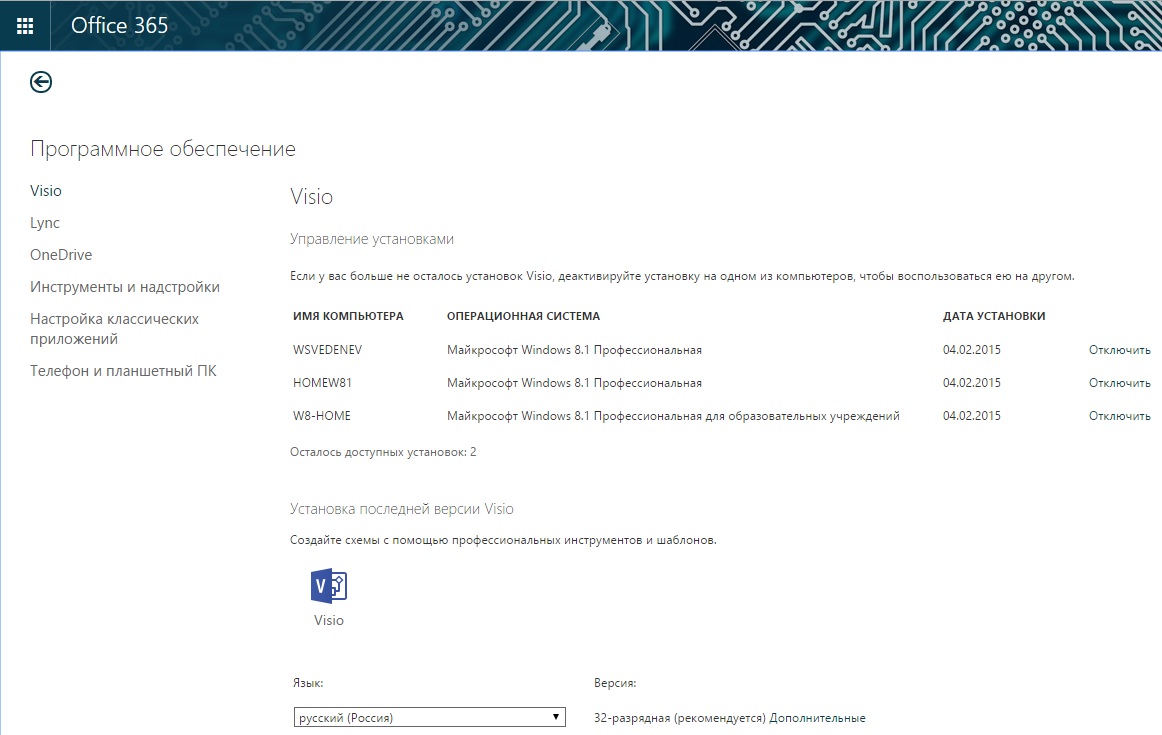 Office 365
Программное обеспечение
Visio
Lync
OneDrive
Инструменты и надстройки
Настройка классических
приложений
Телефон и планшетный ПК
Visio
Управление установками
Если у вас больше не осталось установок Visio, деактивируйте установку на одном из компьютеров, чтобы воспользоваться ею на другом.
ИМЯ КОМПЬЮТЕРА ОПЕРАЦИОННАЯ СИСТЕМА ДАТА УСТАНОВКИ
WSVEDENEV Майкрософт Windows 8.1 Профессиональная 04.02.2015 Отключить
HOMEW81 Майкрософт Windows 8.1 Профессиональная 04.02.2015 Отключить
W8-HOME Майкрософт Windows 8.1 Профессиональная для образовательных учреждений 04.02.2015 Отключить
Осталось доступных установок: 2
Установка последней версии Visio
Создайте схемы с помощью профессиональных инструментов и шаблонов.
V
Visio
Язык: Версия:
русский (Россия) 32-разрядная (рекомендуется) Дополнительные